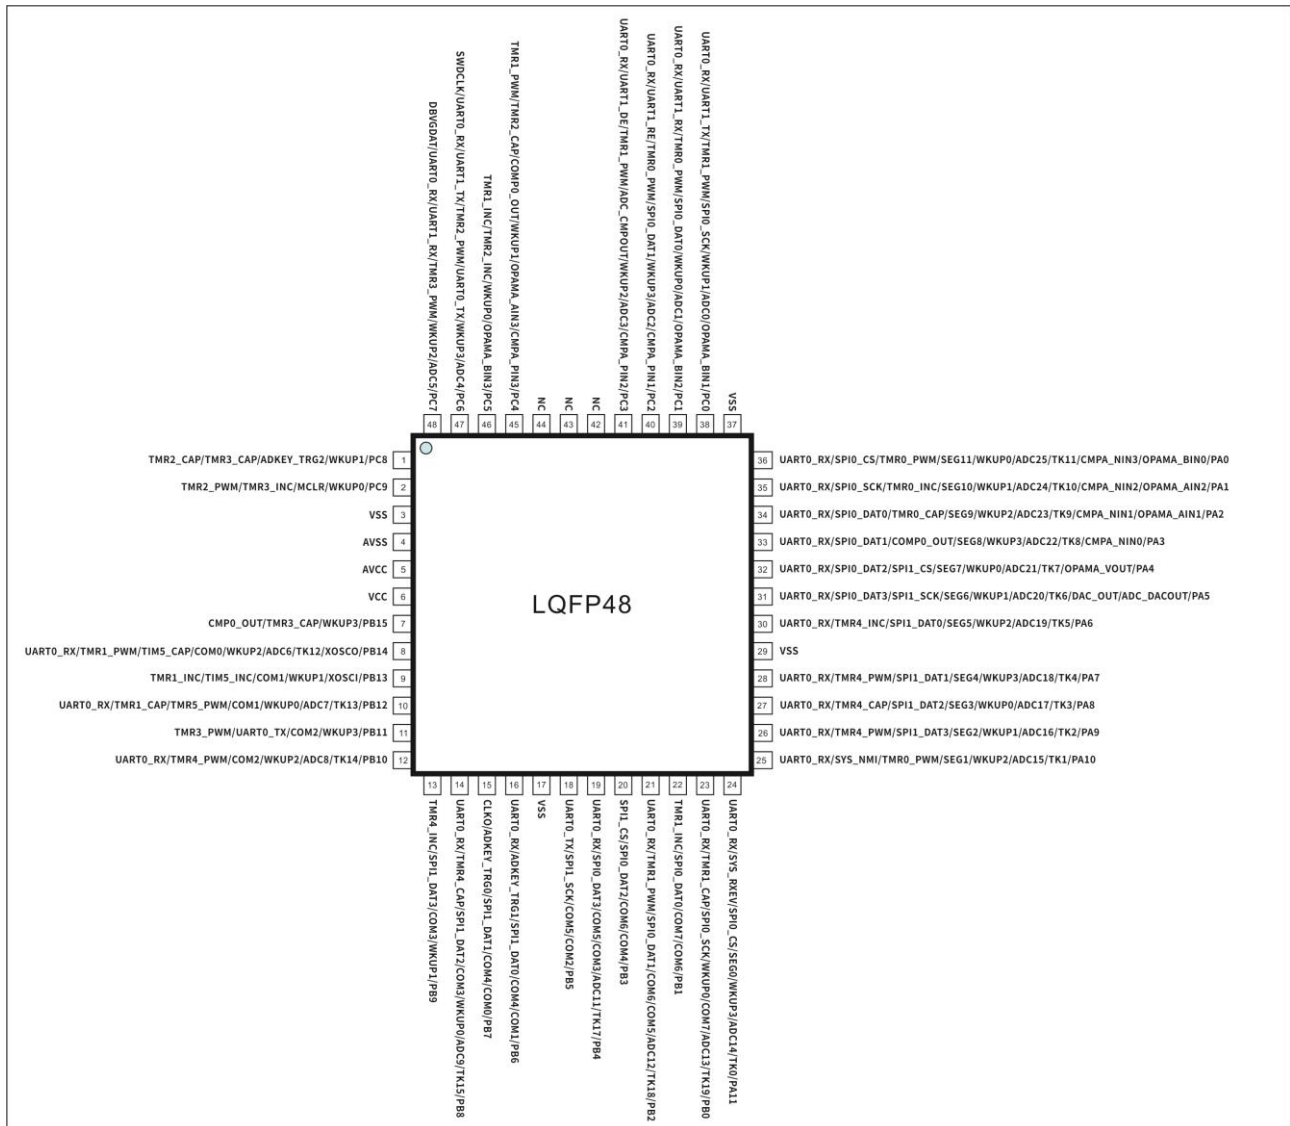 DBVGDAT/UART0_RX/UART1_RX/TMR3_PWM/WKUP2/ADC5/PC7
SWDCLK/UART0_RX/UART1_TX/TMR2_PWM/UART0_TX/WKUP3/ADC4/PC6
TMR1_INC/TMR2_INC/WKUP0/OPAMA_BIN3/PC5
TMR1_PWM/TMR2_CAP/COMP0_OUT/WKUP1/OPAMA_AIN3/CMPA_PIN3/PC4
NC
NC
NC
UART0_RX/UART1_DE/TMR1_PWM/ADC_CMPOUT/WKUP2/ADC3/CMPA_PIN2/PC3
UART0_RX/UART1_RE/TMR0_PWM/SPI0_DAT1/WKUP3/ADC2/CMPA_PIN1/PC2
UART0_RX/UART1_RX/TMR0_PWM/SPI0_DAT0/WKUP0/ADC1/OPAMA_BIN2/PC1
UART0_RX/UART1_TX/TMR1_PWM/SPI0_SCK/WKUP1/ADC0/OPAMA_BIN1/PC0
VSS
48 47 46 45 44 43 42 41 40 39 38 37
TMR2_CAP/TMR3_CAP/ADKEY_TRG2/WKUP1/PC8 1
TMR2_PWM/TMR3_INC/MCLR/WKUP0/PC9 2
VSS 3
AVSS 4
AVCC 5
VCC 6
CMP0_OUT/TMR3_CAP/WKUP3/PB15 7
UART0_RX/TMR1_PWM/TIM5_CAP/COM0/WKUP2/ADC6/TK12/XOSCO/PB14 8
TMR1_INC/TIM5_INC/COM1/WKUP1/XOSCI/PB13 9
UART0_RX/TMR1_CAP/TMR5_PWM/COM1/WKUP0/ADC7/TK13/PB12 10
TMR3_PWM/UART0_TX/COM2/WKUP3/PB11 11
UART0_RX/TMR4_PWM/COM2/WKUP2/ADC8/TK14/PB10 12
LQFP48
36 UART0_RX/SPI0_CS/TMR0_PWM/SEG11/WKUP0/ADC25/TK11/CMPA_NIN3/OPAMA_BIN0/PA0
35 UART0_RX/SPI0_SCK/TMR0_INC/SEG10/WKUP1/ADC24/TK10/CMPA_NIN2/OPAMA_AIN2/PA1
34 UART0_RX/SPI0_DAT0/TMR0_CAP/SEG9/WKUP2/ADC23/TK9/CMPA_NIN1/OPAMA_AIN1/PA2
33 UART0_RX/SPI0_DAT1/COMP0_OUT/SEG8/WKUP3/ADC22/TK8/CMPA_NIN0/PA3
32 UART0_RX/SPI0_DAT2/SPI1_CS/SEG7/WKUP0/ADC21/TK7/OPAMA_VOUT/PA4
31 UART0_RX/SPI0_DAT3/SPI1_SCK/SEG6/WKUP1/ADC20/TK6/DAC_OUT/ADC_DACOUT/PA5
30 UART0_RX/TMR4_INC/SPI1_DAT0/SEG5/WKUP2/ADC19/TK5/PA6
29 VSS
28 UART0_RX/TMR4_PWM/SPI1_DAT1/SEG4/WKUP3/ADC18/TK4/PA7
27 UART0_RX/TMR4_CAP/SPI1_DAT2/SEG3/WKUP0/ADC17/TK3/PA8
26 UART0_RX/TMR4_PWM/SPI1_DAT3/SEG2/WKUP1/ADC16/TK2/PA9
25 UART0_RX/SYS_NMI/TMR0_PWM/SEG1/WKUP2/ADC15/TK1/PA10
13 14 15 16 17 18 19 20 21 22 23 24
TMR4_INC/SPI1_DAT3/COM3/WKUP1/PB9
UART0_RX/TMR4_CAP/SPI1_DAT2/COM3/WKUP0/ADC9/TK15/PB8
CLKO/ADKEY_TRG0/SPI1_DAT1/COM4/COM0/PB7
UART0_RX/ADKEY_TRG1/SPI1_DAT0/COM4/COM1/PB6
VSS
UART0_TX/SPI1_SCK/COM5/COM2/PB5
UART0_RX/SPI0_DAT3/COM5/COM3/ADC11/TK17/PB4
SPI1_CS/SPI0_DAT2/COM6/COM4/PB3
UART0_RX/TMR1_PWM/SPI0_DAT1/COM6/COM5/ADC12/TK18/PB2
TMR1_INC/SPI0_DAT0/COM7/COM6/PB1
UART0_RX/TMR1_CAP/SPI0_SCK/WKUP0/COM7/ADC13/TK19/PB0
UART0_RX/SYS_RXEV/SPI0_CS/SEG0/WKUP3/ADC14/TK0/PA11